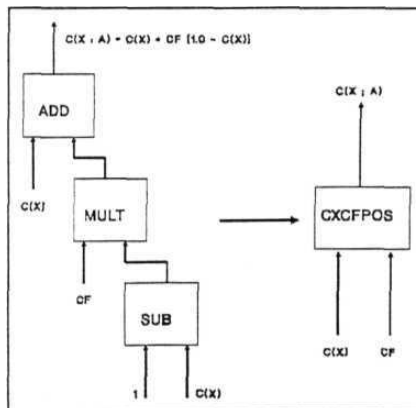 C(X ; A) = C(X) + CF [1.0 - C(X)]
ADD
C(X)
MULT
CF
SUB
1
C(X)
C(X ; A)
CXCFPOS
C(X)
CF